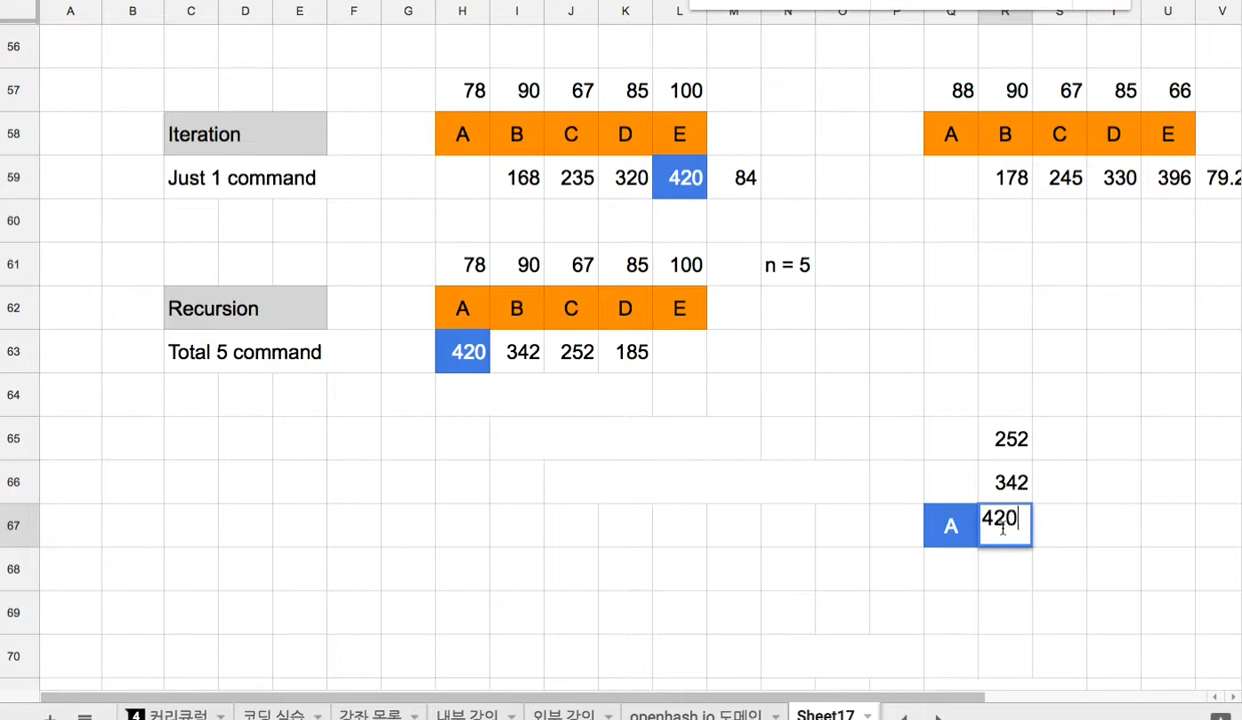 A B C D E F G H I J K L M N O P Q R S T U V
56
57 78 90 67 85 100 88 90 67 85 66
58 Iteration A B C D E A B C D E
59 Just 1 command 168 235 320 420 84 178 245 330 396 79.2
60
61 78 90 67 85 100 n = 5
62 Recursion A B C D E
63 Total 5 command 420 342 252 185
64
65 252
66 342
67 A 420
68
69
70
4 커리큘럼 코딩 실습 강좌 목록 내부 강의 외부 강의 openhash.io 도메인 Sheet17